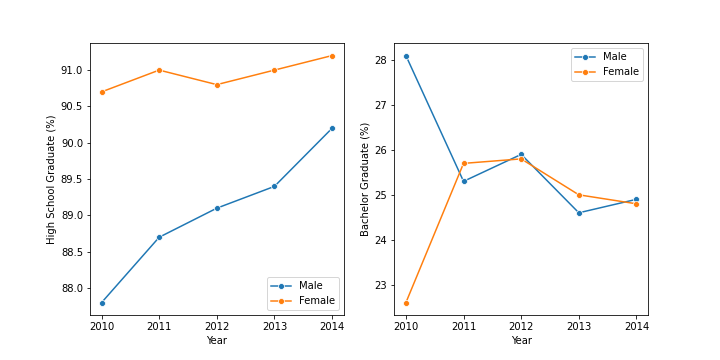 High School Graduate (%)
91.0
90.5
90.0
89.5
89.0
88.5
88.0
2010 2011 2012 2013 2014
Year
Male
Female
Bachelor Graduate (%)
28
27
26
25
24
23
2010 2011 2012 2013 2014
Year
Male
Female